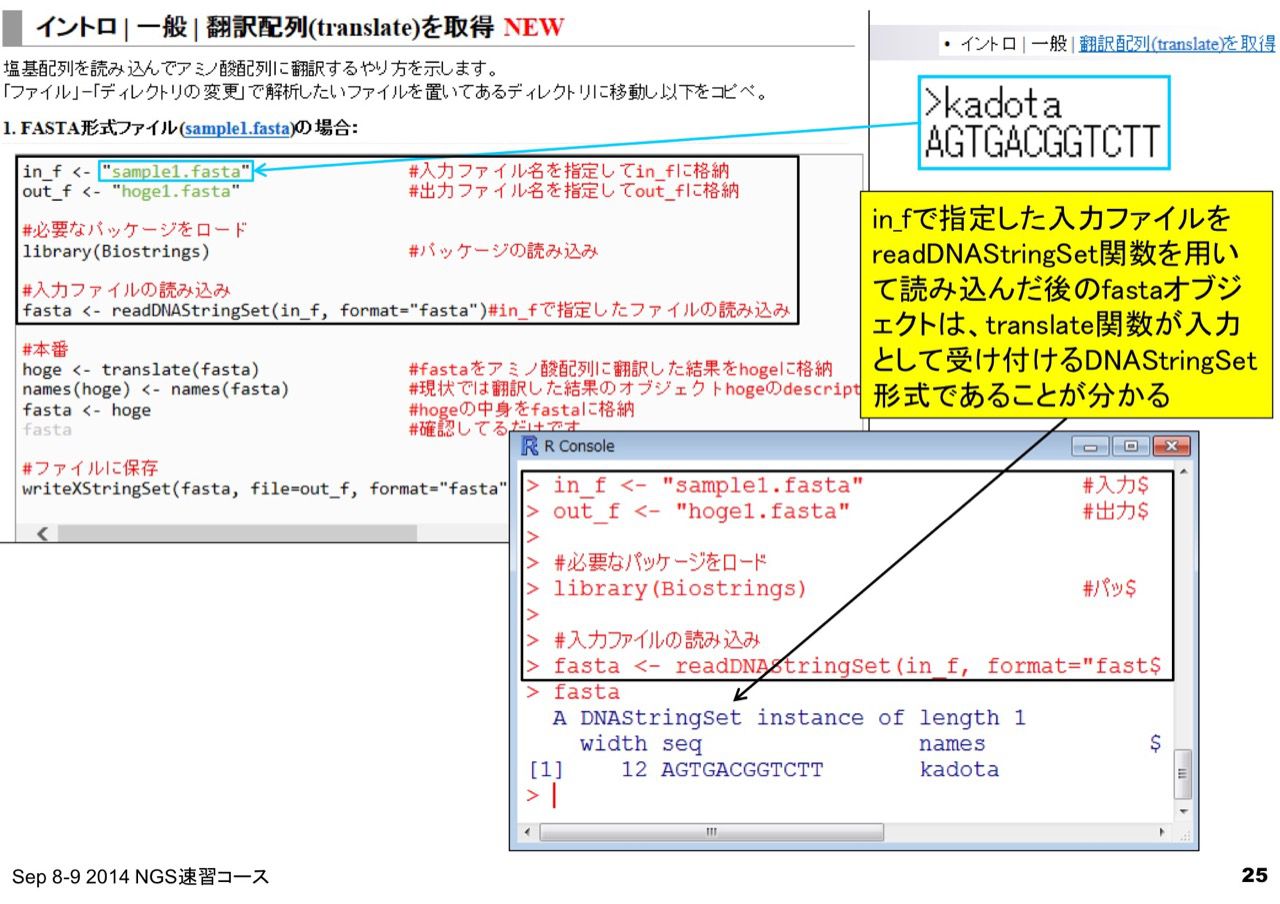 イントロ | 一般 | 翻訳配列(translate)を取得 NEW
・ イントロ | 一般 | 翻訳配列(translate)を取得
塩基配列を読み込んでアミノ酸配列に翻訳するやり方を示します。
「ファイル」-「ディレクトリの変更」で解析したいファイルを置いてあるディレクトリに移動し以下をコピペ。
1. FASTA形式ファイル(sample1.fasta)の場合:
>kadota
AGTGACGGTCTT
in_f <- "sample1.fasta" #入力ファイル名を指定してin_fに格納
out_f <- "hoge1.fasta" #出力ファイル名を指定してout_fに格納
#必要なパッケージをロード
library(Biostrings) #パッケージの読み込み
#入力ファイルの読み込み
fasta <- readDNAStringSet(in_f, format="fasta")#in_fで指定したファイルの読み込み
#本番
hoge <- translate(fasta) #fastaをアミノ酸配列に翻訳した結果をhogeに格納
names(hoge) <- names(fasta) #現状では翻訳した結果のオブジェクトhogeのdescript
fasta <- hoge #hogeの中身をfastaに格納
fasta #確認してるだけです
#ファイルに保存
writeXStringSet(fasta, file=out_f, format="fasta"
in_fで指定した入力ファイルを
readDNAStringSet関数を用い
て読み込んだ後のfastaオブジ
ェクトは、translate関数が入力
として受け付けるDNAStringSet
形式であることが分かる
R Console
> in_f <- "sample1.fasta" #入力$
> out_f <- "hoge1.fasta" #出力$
>
> #必要なパッケージをロード
> library(Biostrings) #パッ$
>
> #入力ファイルの読み込み
> fasta <- readDNAStringSet(in_f, format="fast$
> fasta
A DNAStringSet instance of length 1
width seq names $
[1] 12 AGTGACGGTCTT kadota
>
Sep 8-9 2014 NGS速習コース
25